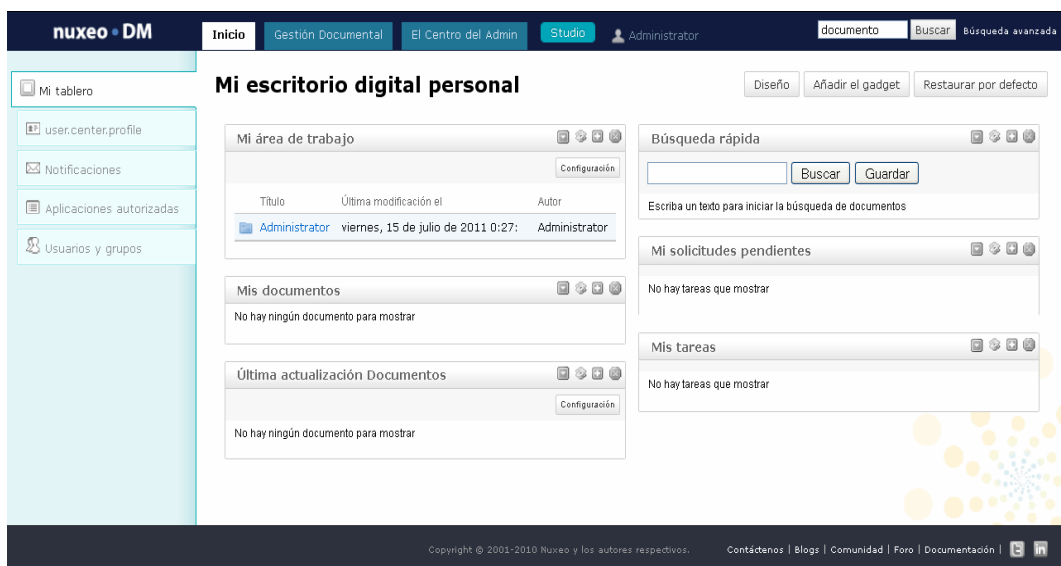 nuxeo DM
Inicio Gestión Documental El Centro del Admin Studio Administrator documento Buscar Búsqueda avanzada
Mi tablero
user.center.profile
Notificaciones
Aplicaciones autorizadas
Usuarios y grupos
Mi escritorio digital personal
Diseño Añadir el gadget Restaurar por defecto
Mi área de trabajo
Configuración
Título Última modificación el Autor
Administrator viernes, 15 de julio de 2011 0:27: Administrator
Mis documentos
No hay ningún documento para mostrar
Última actualización Documentos
Configuración
No hay ningún documento para mostrar
Búsqueda rápida
Buscar Guardar
Escriba un texto para iniciar la búsqueda de documentos
Mi solicitudes pendientes
No hay tareas que mostrar
Mis tareas
No hay tareas que mostrar
Copyright © 2001-2010 Nuxeo y los autores respectivos. Contáctenos | Blogs | Comunidad | Foro | Documentación |